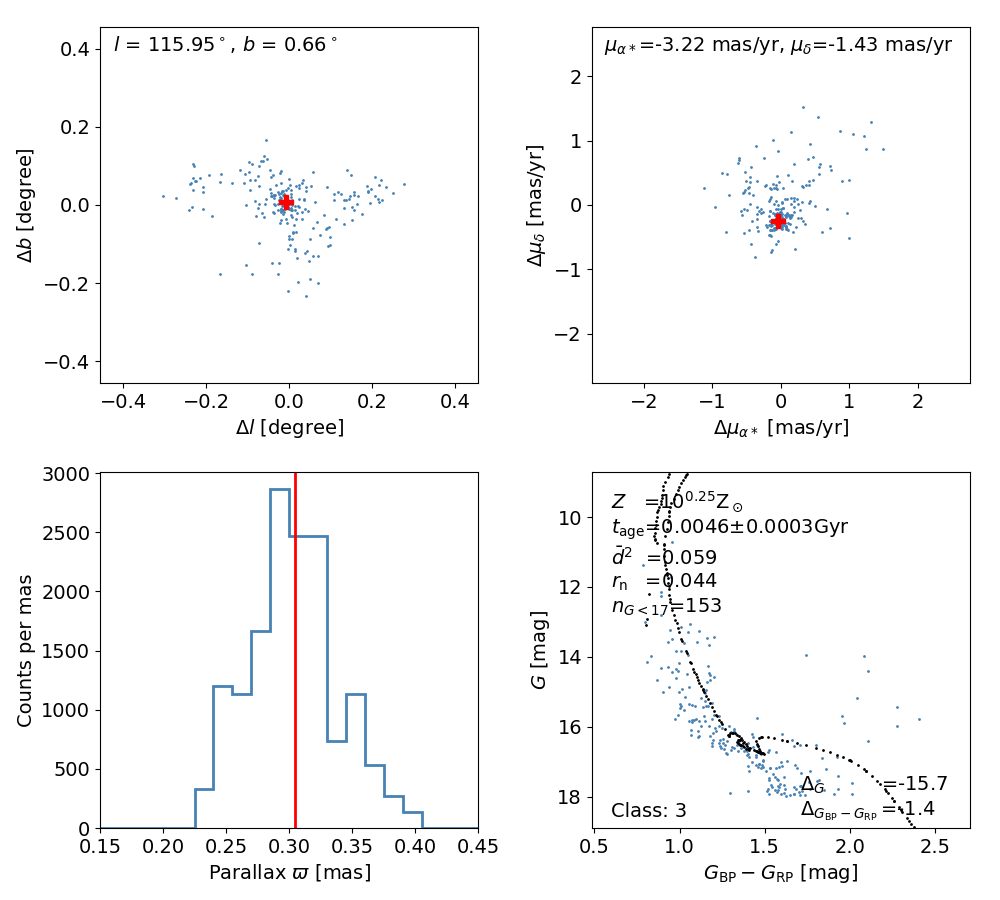 l = 115.95°, b = 0.66°
0.4
0.2
0.0
−0.2
−0.4
Δb [degree]
−0.4 −0.2 0.0 0.2 0.4
Δl [degree]
μα*=-3.22 mas/yr, μδ=-1.43 mas/yr
2
1
0
−1
−2
Δμδ [mas/yr]
−2 −1 0 1 2
Δμα* [mas/yr]
3000
2500
2000
1500
1000
500
0
Counts per mas
0.15 0.20 0.25 0.30 0.35 0.40 0.45
Parallax ϖ [mas]
Z =10^0.25 Z⊙
t_age=0.0046±0.0003Gyr
d̄² =0.059
r_n =0.044
n_G<17=153
10
12
14
16
18
G [mag]
Δ_G =-15.7
Class: 3
Δ_GBP−GRP =-1.4
0.5 1.0 1.5 2.0 2.5
G_BP − G_RP [mag]